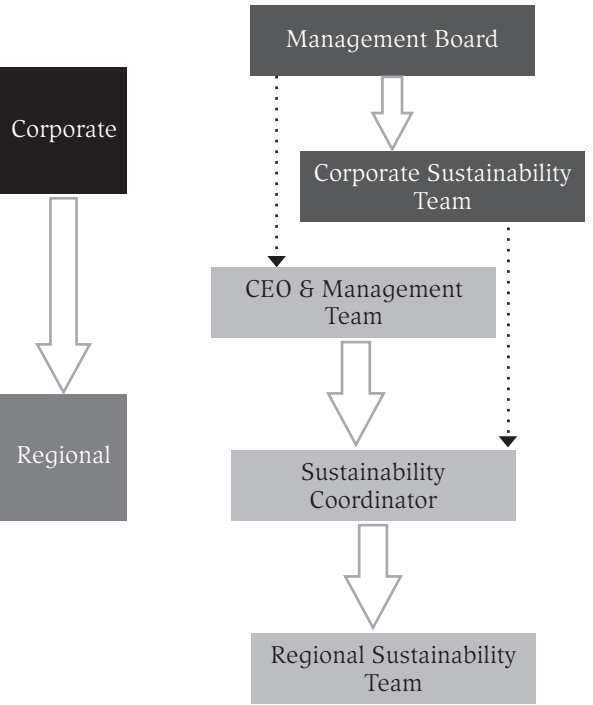 Management Board
Corporate
Corporate Sustainability
Team
CEO & Management
Team
Regional
Sustainability
Coordinator
Regional Sustainability
Team